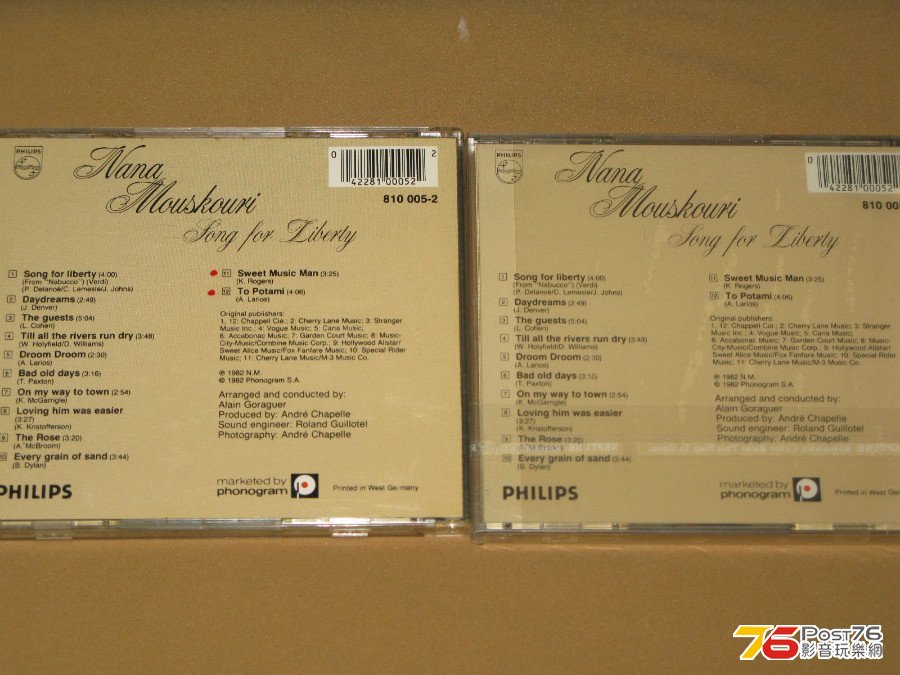 PHILIPS
Nana
Mouskouri
Song for Liberty
0 2
42281 00052
810 005-2
1 Song for liberty (4:00)
(From "Nabucco") (Verdi)
(P. Delancé/C. Lemesle/J. Johns)
2 Daydreams (2:49)
(J. Denver)
3 The guests (5:04)
(L. Cohen)
4 Till all the rivers run dry (3:48)
(W. Holyfield/D. Williams)
5 Droom Droom (2:30)
(A. Larios)
6 Bad old days (3:16)
(T. Paxton)
7 On my way to town (2:54)
(K. McGarrigle)
8 Loving him was easier
(3:27)
(K. Kristofferson)
9 The Rose (3:20)
(A. McBroom)
10 Every grain of sand (3:44)
(B. Dylan)
11 Sweet Music Man (3:25)
(K. Rogers)
12 To Potami (4:06)
(A. Larios)
Original publishers:
1, 12: Chappel Cie.; 2: Cherry Lane Music; 3: Stranger
Music Inc.; 4: Vogue Music; 5: Cana Music;
6: Accabonac Music; 7: Garden Court Music; 8: Music-
City-Music/Combine Music Corp.; 9: Hollywood Allstar/
Sweet Alice Music/Fox Fanfare Music; 10: Special Rider
Music; 11: Cherry Lane Music/M-3 Music Co.
℗ 1982 N.M.
© 1982 Phonogram S.A.
Arranged and conducted by:
Alain Goraguer
Produced by: André Chapelle
Sound engineer: Roland Guillotel
Photography: André Chapelle
PHILIPS
marketed by
phonogram
Printed in West Germany
PHILIPS
Nana
Mouskouri
Song for Liberty
0
42281 00052
810 00
1 Song for liberty (4:00)
(From "Nabucco") (Verdi)
(P. Delancé/C. Lemesle/J. Johns)
2 Daydreams (2:49)
(J. Denver)
3 The guests (5:04)
(L. Cohen)
4 Till all the rivers run dry (3:48)
(W. Holyfield/D. Williams)
5 Droom Droom (2:30)
(A. Larios)
6 Bad old days (3:16)
(T. Paxton)
7 On my way to town (2:54)
(K. McGarrigle)
8 Loving him was easier
(3:27)
(K. Kristofferson)
9 The Rose (3:20)
(A. McBroom)
10 Every grain of sand (3:44)
(B. Dylan)
11 Sweet Music Man (3:25)
(K. Rogers)
12 To Potami (4:06)
(A. Larios)
Original publishers:
1, 12: Chappel Cie.; 2: Cherry Lane Music; 3: Stranger
Music Inc.; 4: Vogue Music; 5: Cana Music;
6: Accabonac Music; 7: Garden Court Music; 8: Music-
City-Music/Combine Music Corp.; 9: Hollywood Allstar/
Sweet Alice Music/Fox Fanfare Music; 10: Special Rider
Music; 11: Cherry Lane Music/M-3 Music Co.
℗ 1982 N.M.
© 1982 Phonogram S.A.
Arranged and conducted by:
Alain Goraguer
Produced by: André Chapelle
Sound engineer: Roland Guillotel
Photography: André Chapelle
PHILIPS
marketed by
phonogram
Printed in West Ge
76 Post76
影音玩樂網